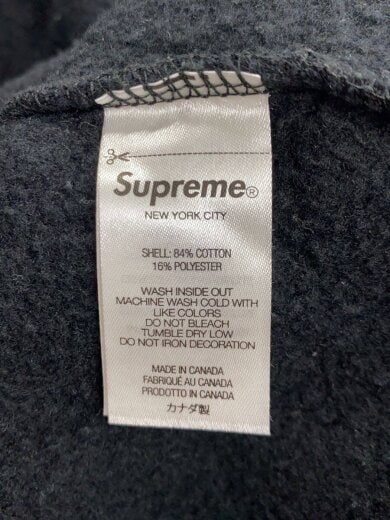 Supreme®
NEW YORK CITY
SHELL: 84% COTTON
16% POLYESTER
WASH INSIDE OUT
MACHINE WASH COLD WITH
LIKE COLORS
DO NOT BLEACH
TUMBLE DRY LOW
DO NOT IRON DECORATION
MADE IN CANADA
FABRIQUÉ AU CANADA
PRODOTTO IN CANADA
カナダ製